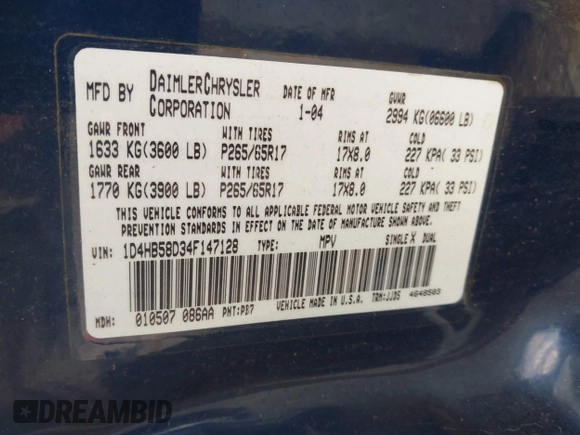 MFD BY DAIMLERCHRYSLER CORPORATION
DATE OF MFR 1-04
GVWR 2994 KG(06600 LB)
GAWR FRONT WITH TIRES RIMS AT COLD
1633 KG(3600 LB) P265/65R17 17X8.0 227 KPA( 33 PSI)
GAWR REAR WITH TIRES RIMS AT COLD
1770 KG(3900 LB) P265/65R17 17X8.0 227 KPA( 33 PSI)
THIS VEHICLE CONFORMS TO ALL APPLICABLE FEDERAL MOTOR VEHICLE SAFETY AND THEFT
PREVENTION STANDARDS IN EFFECT ON THE DATE OF MANUFACTURE SHOWN ABOVE.
VIN: 1D4HB58D34F147128 TYPE: MPV SINGLE X DUAL
MDH: 010507 086AA PNT:PB7 VEHICLE MADE IN U.S.A. TRM:JJD5 4648503
DREAMBID